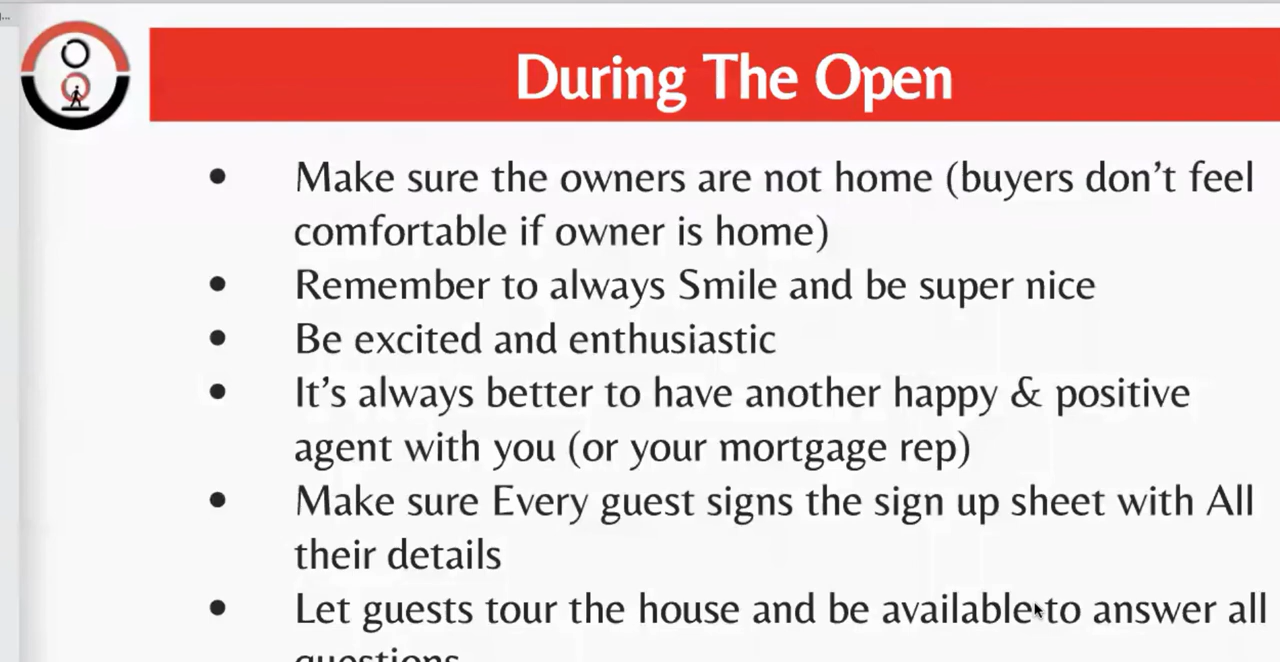 During The Open
• Make sure the owners are not home (buyers don't feel
comfortable if owner is home)
• Remember to always Smile and be super nice
• Be excited and enthusiastic
• It's always better to have another happy & positive
agent with you (or your mortgage rep)
• Make sure Every guest signs the sign up sheet with All
their details
• Let guests tour the house and be available to answer all
questions